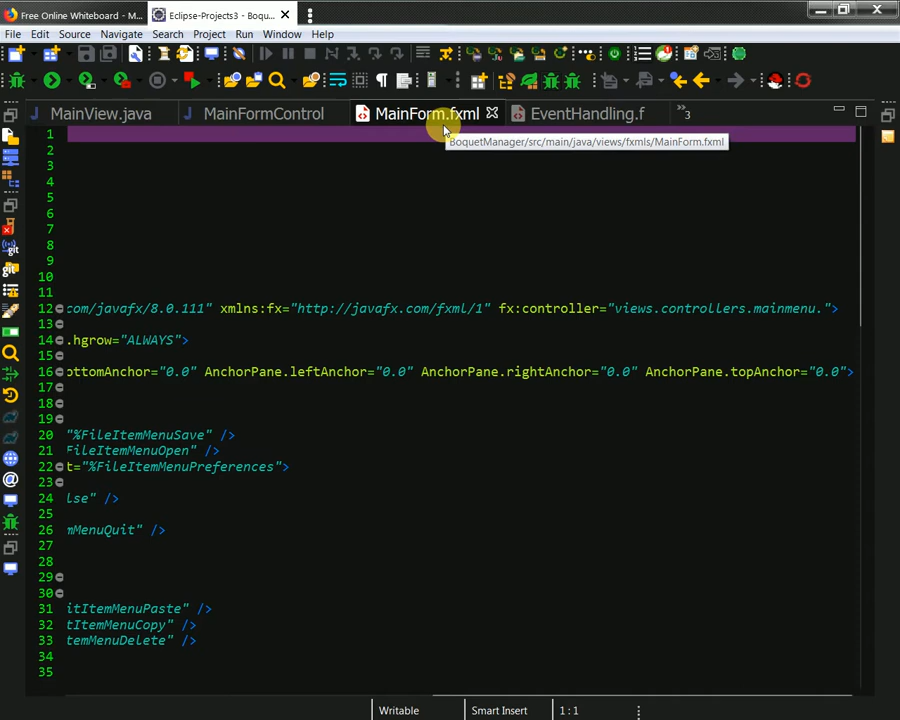 Free Online Whiteboard - M...
Eclipse-Projects3 - Boqu...
File Edit Source Navigate Search Project Run Window Help
MainView.java
MainFormControl
MainForm.fxml
EventHandling.f
3
BoquetManager/src/main/java/views/fxmls/MainForm.fxml
1
2
3
4
5
6
7
8
9
10
11
12 com/javafx/8.0.111" xmlns:fx="http://javafx.com/fxml/1" fx:controller="views.controllers.mainmenu.">
13
14 .hgrow="ALWAYS">
15
16 ottomAnchor="0.0" AnchorPane.leftAnchor="0.0" AnchorPane.rightAnchor="0.0" AnchorPane.topAnchor="0.0">
17
18
19
20 "%FileItemMenuSave" />
21 FileItemMenuOpen" />
22 t="%FileItemMenuPreferences">
23
24 lse" />
25
26 mMenuQuit" />
27
28
29
30
31 itItemMenuPaste" />
32 tItemMenuCopy" />
33 temMenuDelete" />
34
35
Writable
Smart Insert
1 : 1